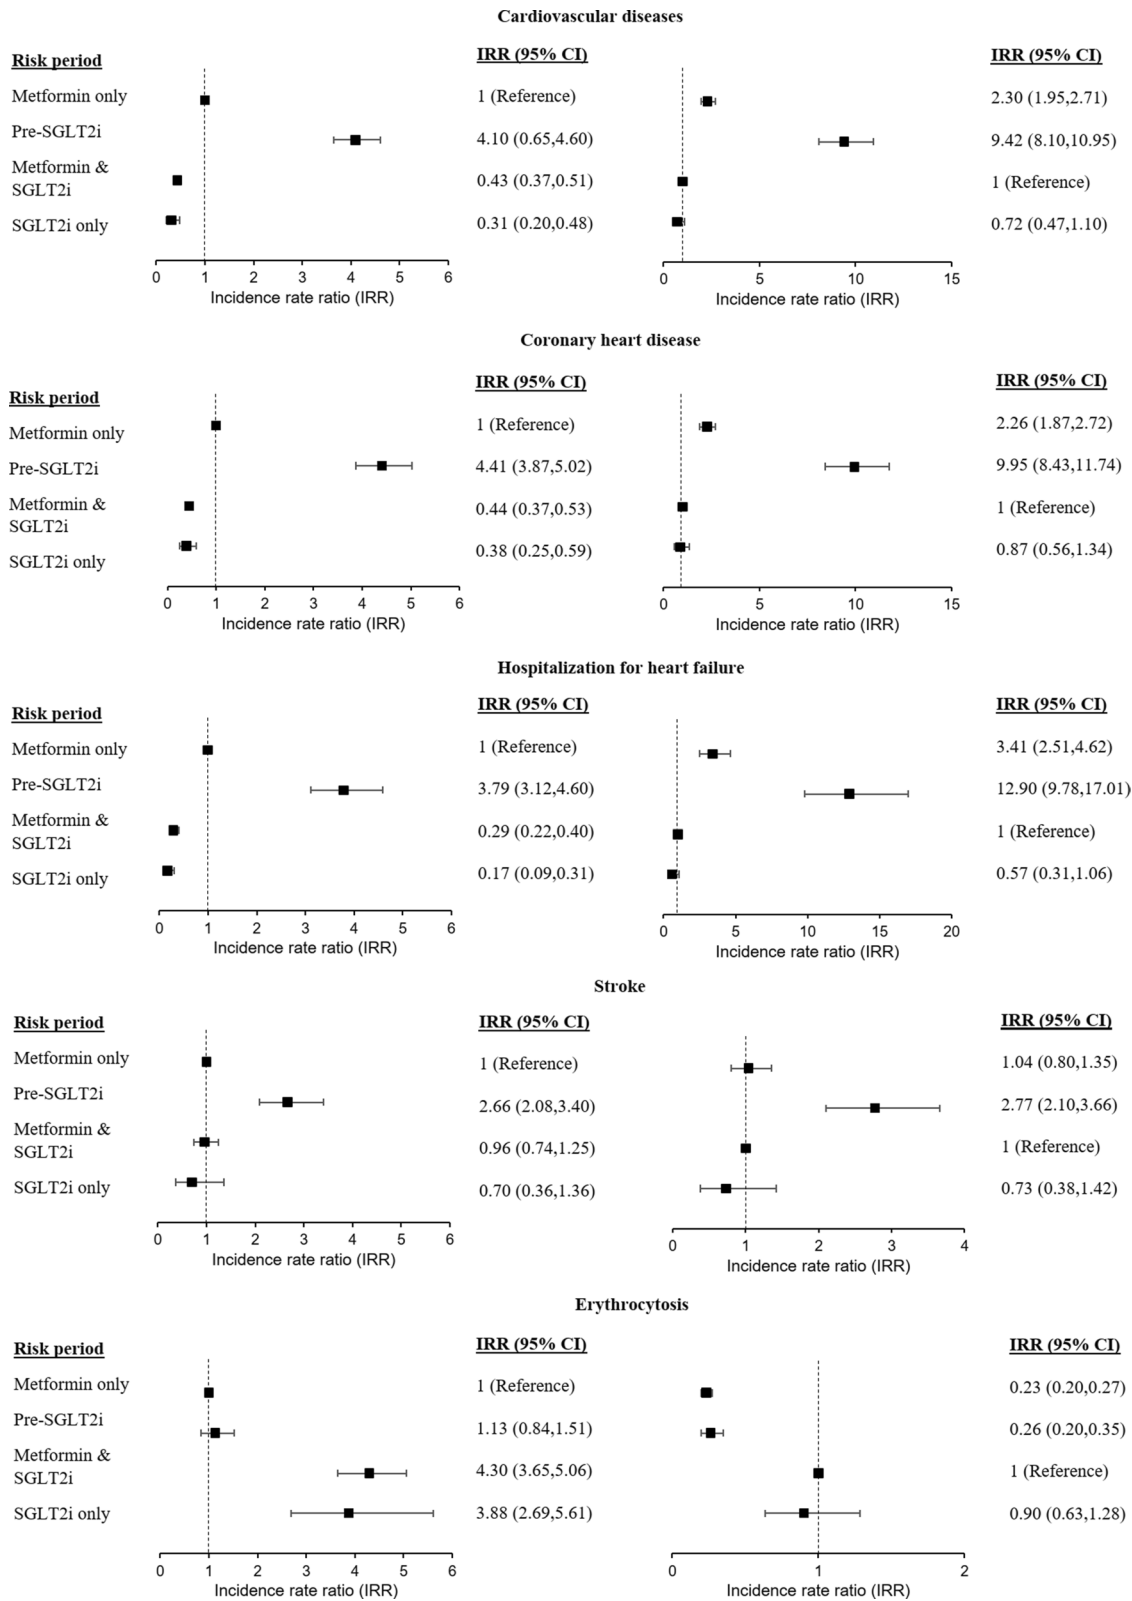 Cardiovascular diseases
Risk period
IRR (95% CI)
IRR (95% CI)
Metformin only
1 (Reference)
2.30 (1.95,2.71)
Pre-SGLT2i
4.10 (0.65,4.60)
9.42 (8.10,10.95)
Metformin &
SGLT2i
0.43 (0.37,0.51)
1 (Reference)
SGLT2i only
0.31 (0.20,0.48)
0.72 (0.47,1.10)
0 1 2 3 4 5 6
Incidence rate ratio (IRR)
0 5 10 15
Incidence rate ratio (IRR)
Coronary heart disease
Risk period
IRR (95% CI)
IRR (95% CI)
Metformin only
1 (Reference)
2.26 (1.87,2.72)
Pre-SGLT2i
4.41 (3.87,5.02)
9.95 (8.43,11.74)
Metformin &
SGLT2i
0.44 (0.37,0.53)
1 (Reference)
SGLT2i only
0.38 (0.25,0.59)
0.87 (0.56,1.34)
0 1 2 3 4 5 6
Incidence rate ratio (IRR)
0 5 10 15
Incidence rate ratio (IRR)
Hospitalization for heart failure
Risk period
IRR (95% CI)
IRR (95% CI)
Metformin only
1 (Reference)
3.41 (2.51,4.62)
Pre-SGLT2i
3.79 (3.12,4.60)
12.90 (9.78,17.01)
Metformin &
SGLT2i
0.29 (0.22,0.40)
1 (Reference)
SGLT2i only
0.17 (0.09,0.31)
0.57 (0.31,1.06)
0 1 2 3 4 5 6
Incidence rate ratio (IRR)
0 5 10 15 20
Incidence rate ratio (IRR)
Stroke
Risk period
IRR (95% CI)
IRR (95% CI)
Metformin only
1 (Reference)
1.04 (0.80,1.35)
Pre-SGLT2i
2.66 (2.08,3.40)
2.77 (2.10,3.66)
Metformin &
SGLT2i
0.96 (0.74,1.25)
1 (Reference)
SGLT2i only
0.70 (0.36,1.36)
0.73 (0.38,1.42)
0 1 2 3 4 5 6
Incidence rate ratio (IRR)
0 1 2 3 4
Incidence rate ratio (IRR)
Erythrocytosis
Risk period
IRR (95% CI)
IRR (95% CI)
Metformin only
1 (Reference)
0.23 (0.20,0.27)
Pre-SGLT2i
1.13 (0.84,1.51)
0.26 (0.20,0.35)
Metformin &
SGLT2i
4.30 (3.65,5.06)
1 (Reference)
SGLT2i only
3.88 (2.69,5.61)
0.90 (0.63,1.28)
0 1 2 3 4 5 6
Incidence rate ratio (IRR)
0 1 2
Incidence rate ratio (IRR)